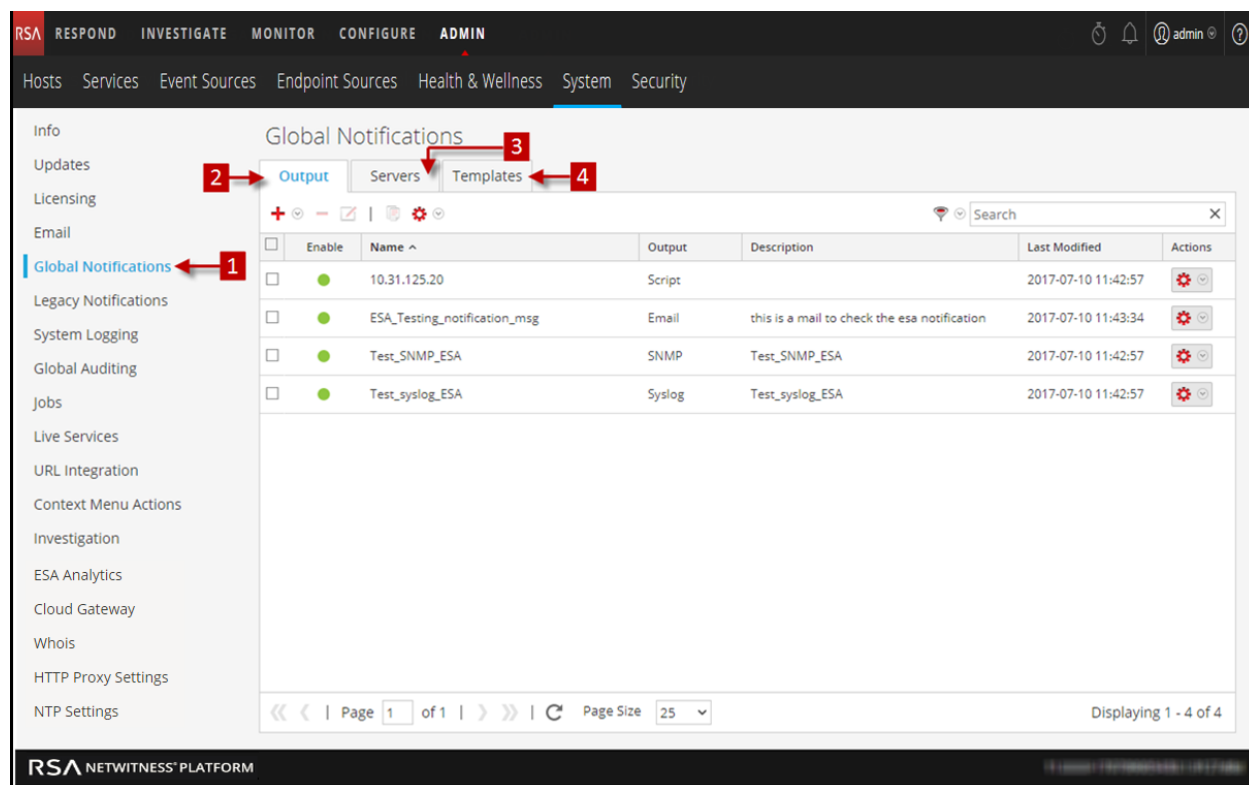 RSA RESPOND INVESTIGATE MONITOR CONFIGURE ADMIN admin ?
Hosts Services Event Sources Endpoint Sources Health & Wellness System Security
Info
Updates
Licensing
Email
Global Notifications 1
Legacy Notifications
System Logging
Global Auditing
Jobs
Live Services
URL Integration
Context Menu Actions
Investigation
ESA Analytics
Cloud Gateway
Whois
HTTP Proxy Settings
NTP Settings
Global Notifications
3
2 Output Servers Templates 4
Search X
Enable Name Output Description Last Modified Actions
10.31.125.20 Script 2017-07-10 11:42:57
ESA_Testing_notification_msg Email this is a mail to check the esa notification 2017-07-10 11:43:34
Test_SNMP_ESA SNMP Test_SNMP_ESA 2017-07-10 11:42:57
Test_syslog_ESA Syslog Test_syslog_ESA 2017-07-10 11:42:57
Page 1 of 1 Page Size 25 Displaying 1 - 4 of 4
RSA NETWITNESS® PLATFORM